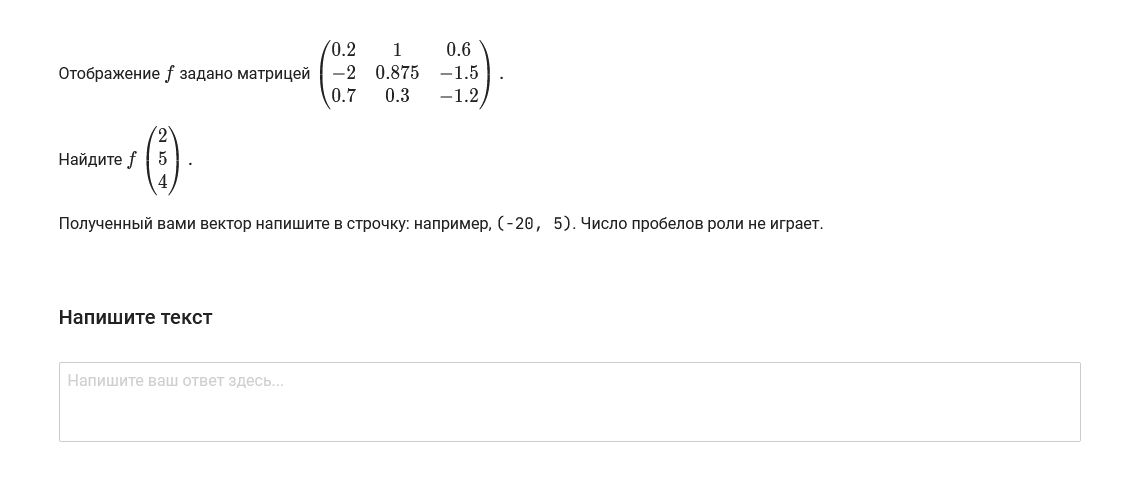 Отображение f задано матрицей \begin{pmatrix} 0.2 & 1 & 0.6 \\ -2 & 0.875 & -1.5 \\ 0.7 & 0.3 & -1.2 \end{pmatrix}.
Найдите f \begin{pmatrix} 2 \\ 5 \\ 4 \end{pmatrix}.
Полученный вами вектор напишите в строчку: например, (-20, 5). Число пробелов роли не играет.
Напишите текст
Напишите ваш ответ здесь...